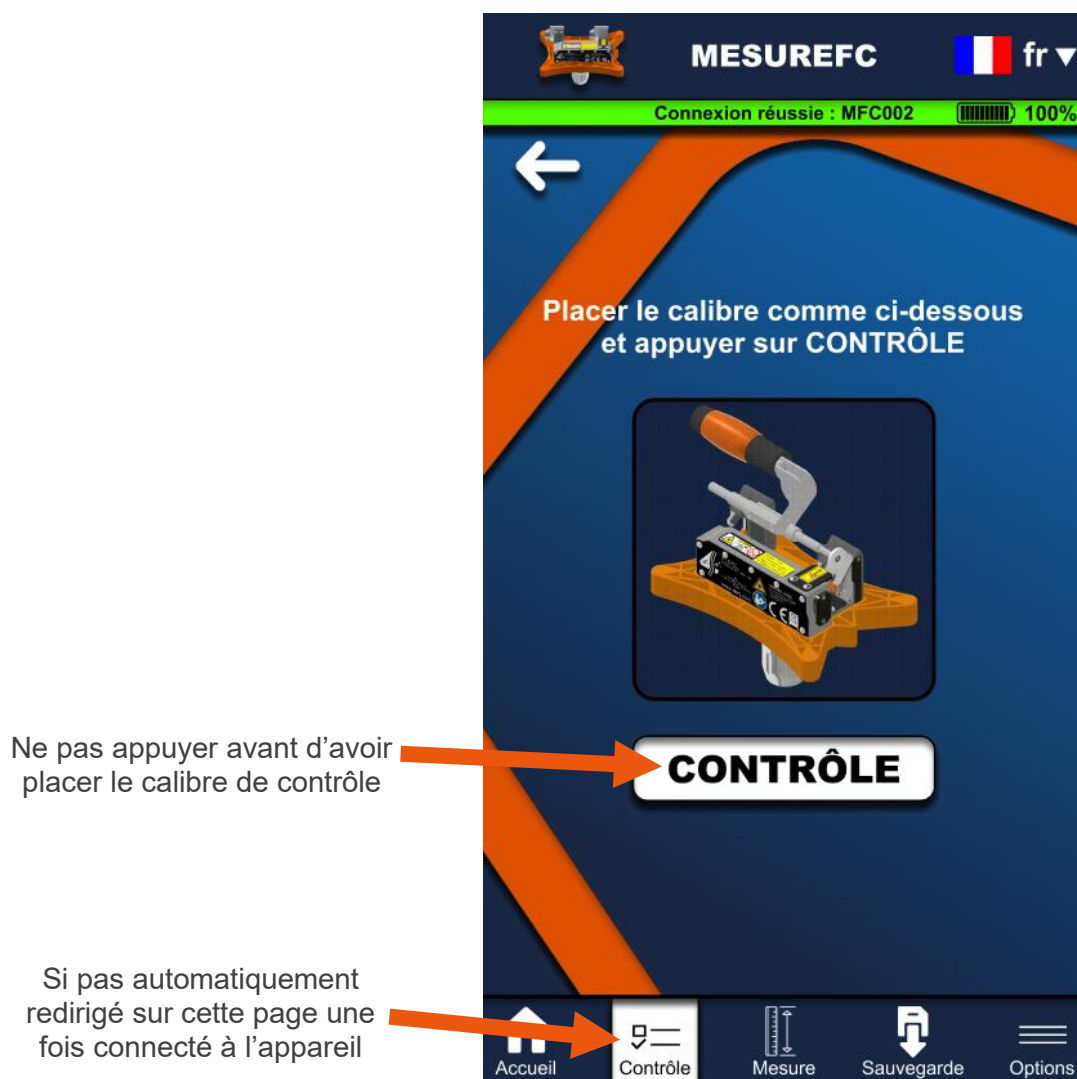 MESUREFC
fr
Connexion réussie : MFC002
100%
Placer le calibre comme ci-dessous
et appuyer sur CONTRÔLE
Ne pas appuyer avant d’avoir
placer le calibre de contrôle
CONTRÔLE
Si pas automatiquement
redirigé sur cette page une
fois connecté à l’appareil
Accueil
Contrôle
Mesure
Sauvegarde
Options